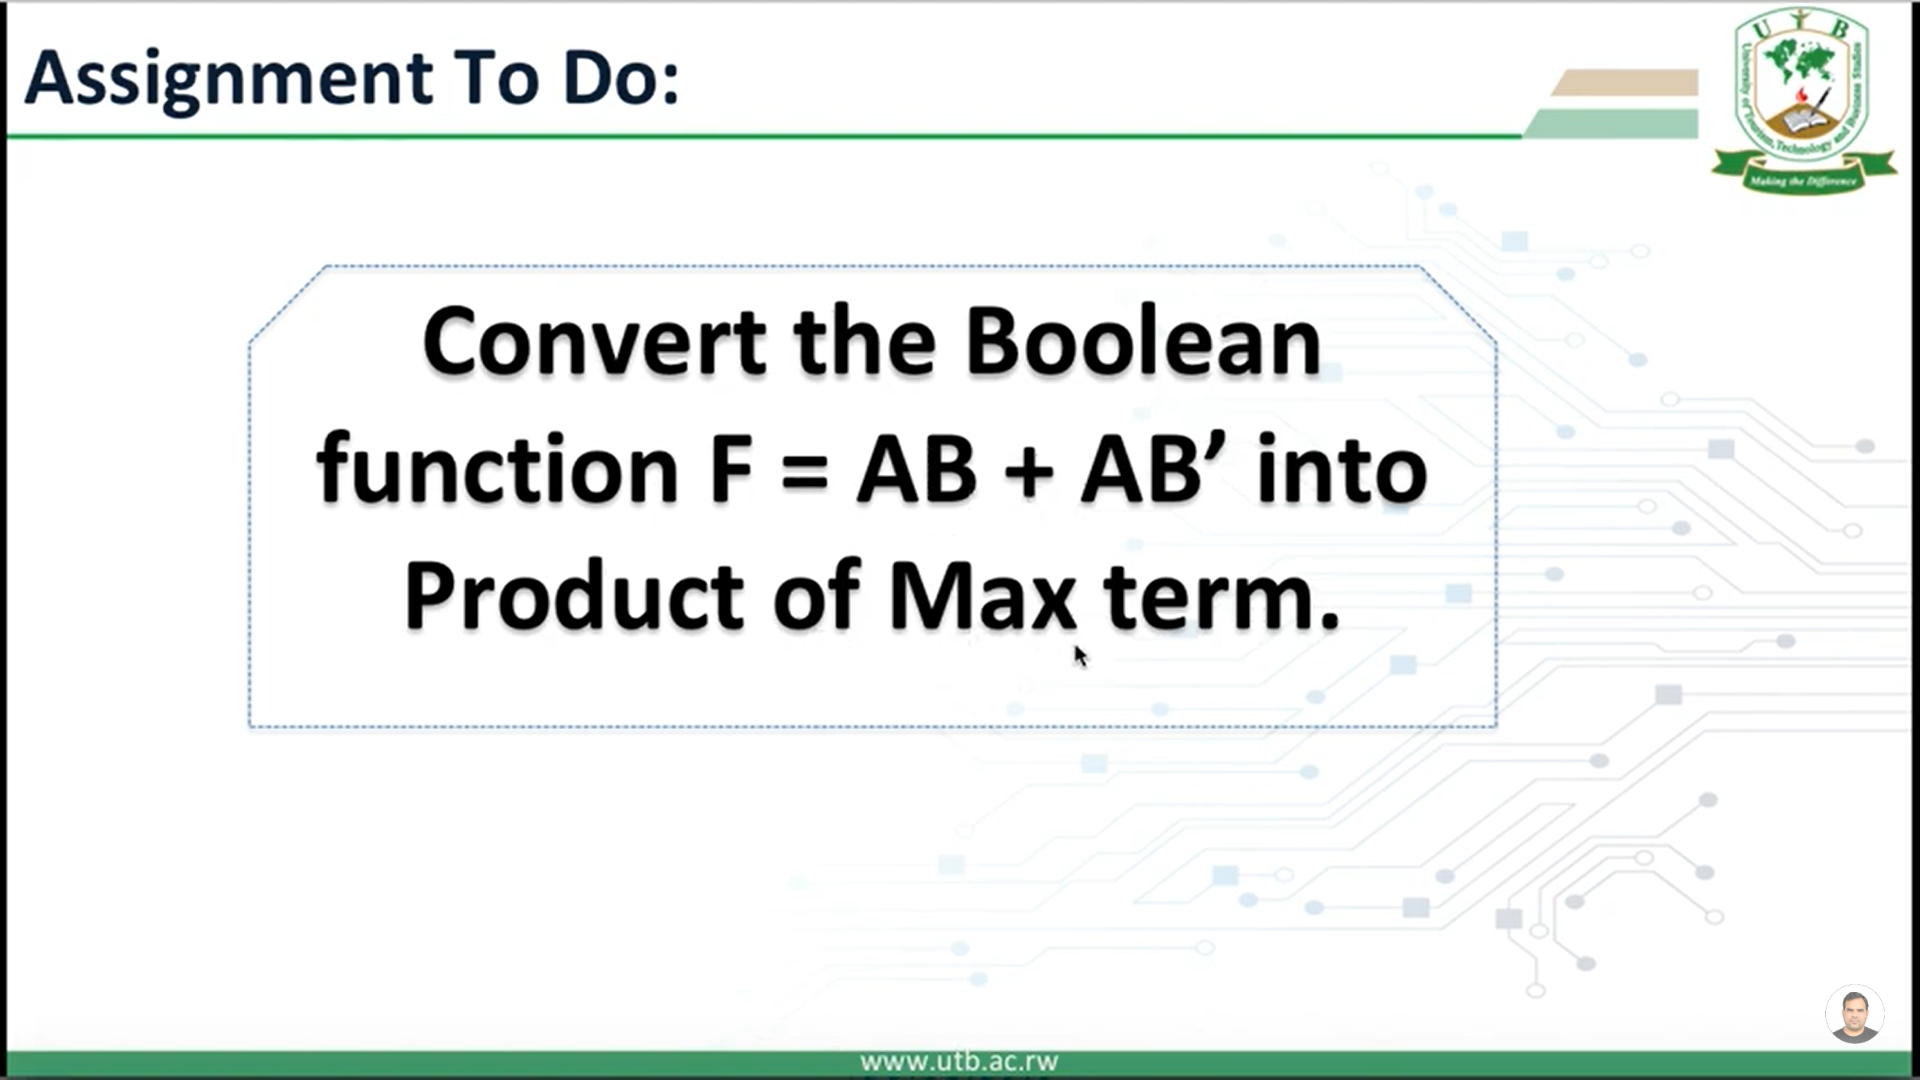 Assignment To Do:
U T B
University of Tourism, Technology and Business Studies
Making the Difference
Convert the Boolean
function F = AB + AB’ into
Product of Max term.
www.utb.ac.rw